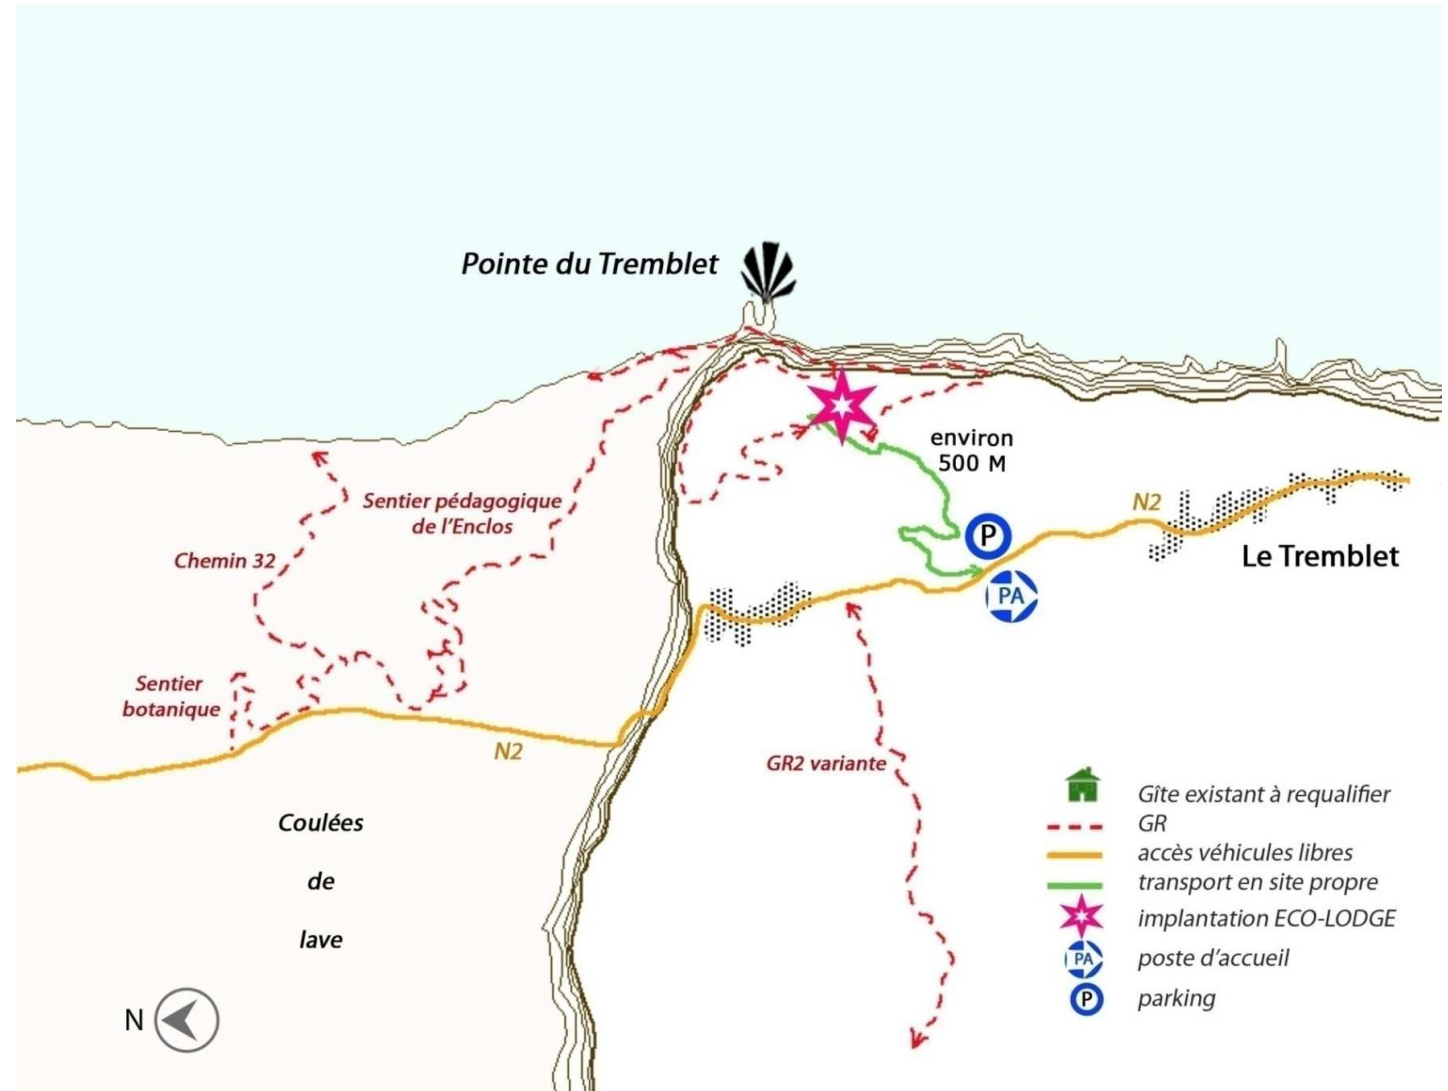 Pointe du Tremblet
environ
500 M
N2
Sentier pédagogique
de l'Enclos
Chemin 32
P
Le Tremblet
PA
Sentier
botanique
N2
GR2 variante
Coulées
de
lave
N
Gîte existant à requalifier
GR
accès véhicules libres
transport en site propre
implantation ECO-LODGE
PA poste d'accueil
P parking